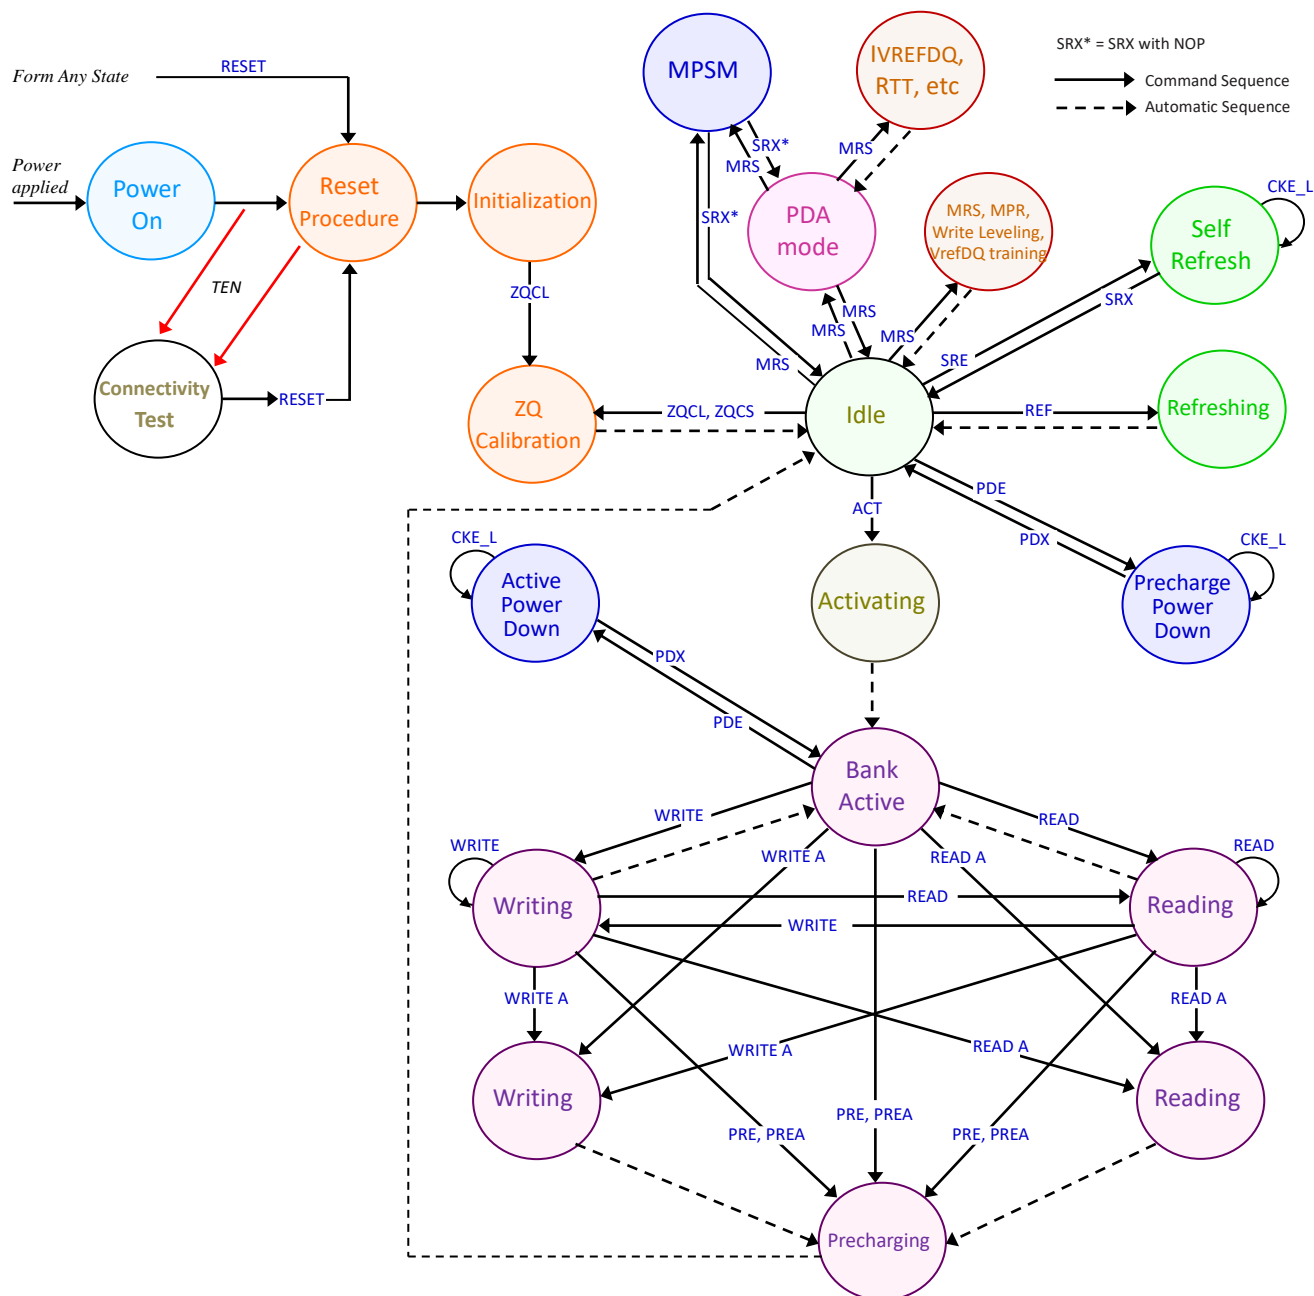 Form Any State
RESET
Power
applied
Power
On
Reset
Procedure
Initialization
TEN
Connectivity
Test
RESET
ZQCL
ZQ
Calibration
MPSM
IVREFDQ,
RTT, etc
SRX* = SRX with NOP
Command Sequence
Automatic Sequence
SRX*
MRS
MRS
SRX*
PDA
mode
MRS, MPR,
Write Leveling,
VrefDQ training
Self
Refresh
CKE_L
MRS
MRS
MRS
MRS
SRE
SRX
ZQCL, ZQCS
Idle
REF
Refreshing
ACT
PDE
PDX
CKE_L
Active
Power
Down
Activating
CKE_L
Precharge
Power
Down
PDX
PDE
Bank
Active
WRITE
READ
WRITE
WRITE A
READ A
READ
Writing
READ
WRITE
Reading
WRITE A
READ A
WRITE A
READ A
Writing
Reading
PRE, PREA
PRE, PREA
PRE, PREA
Precharging